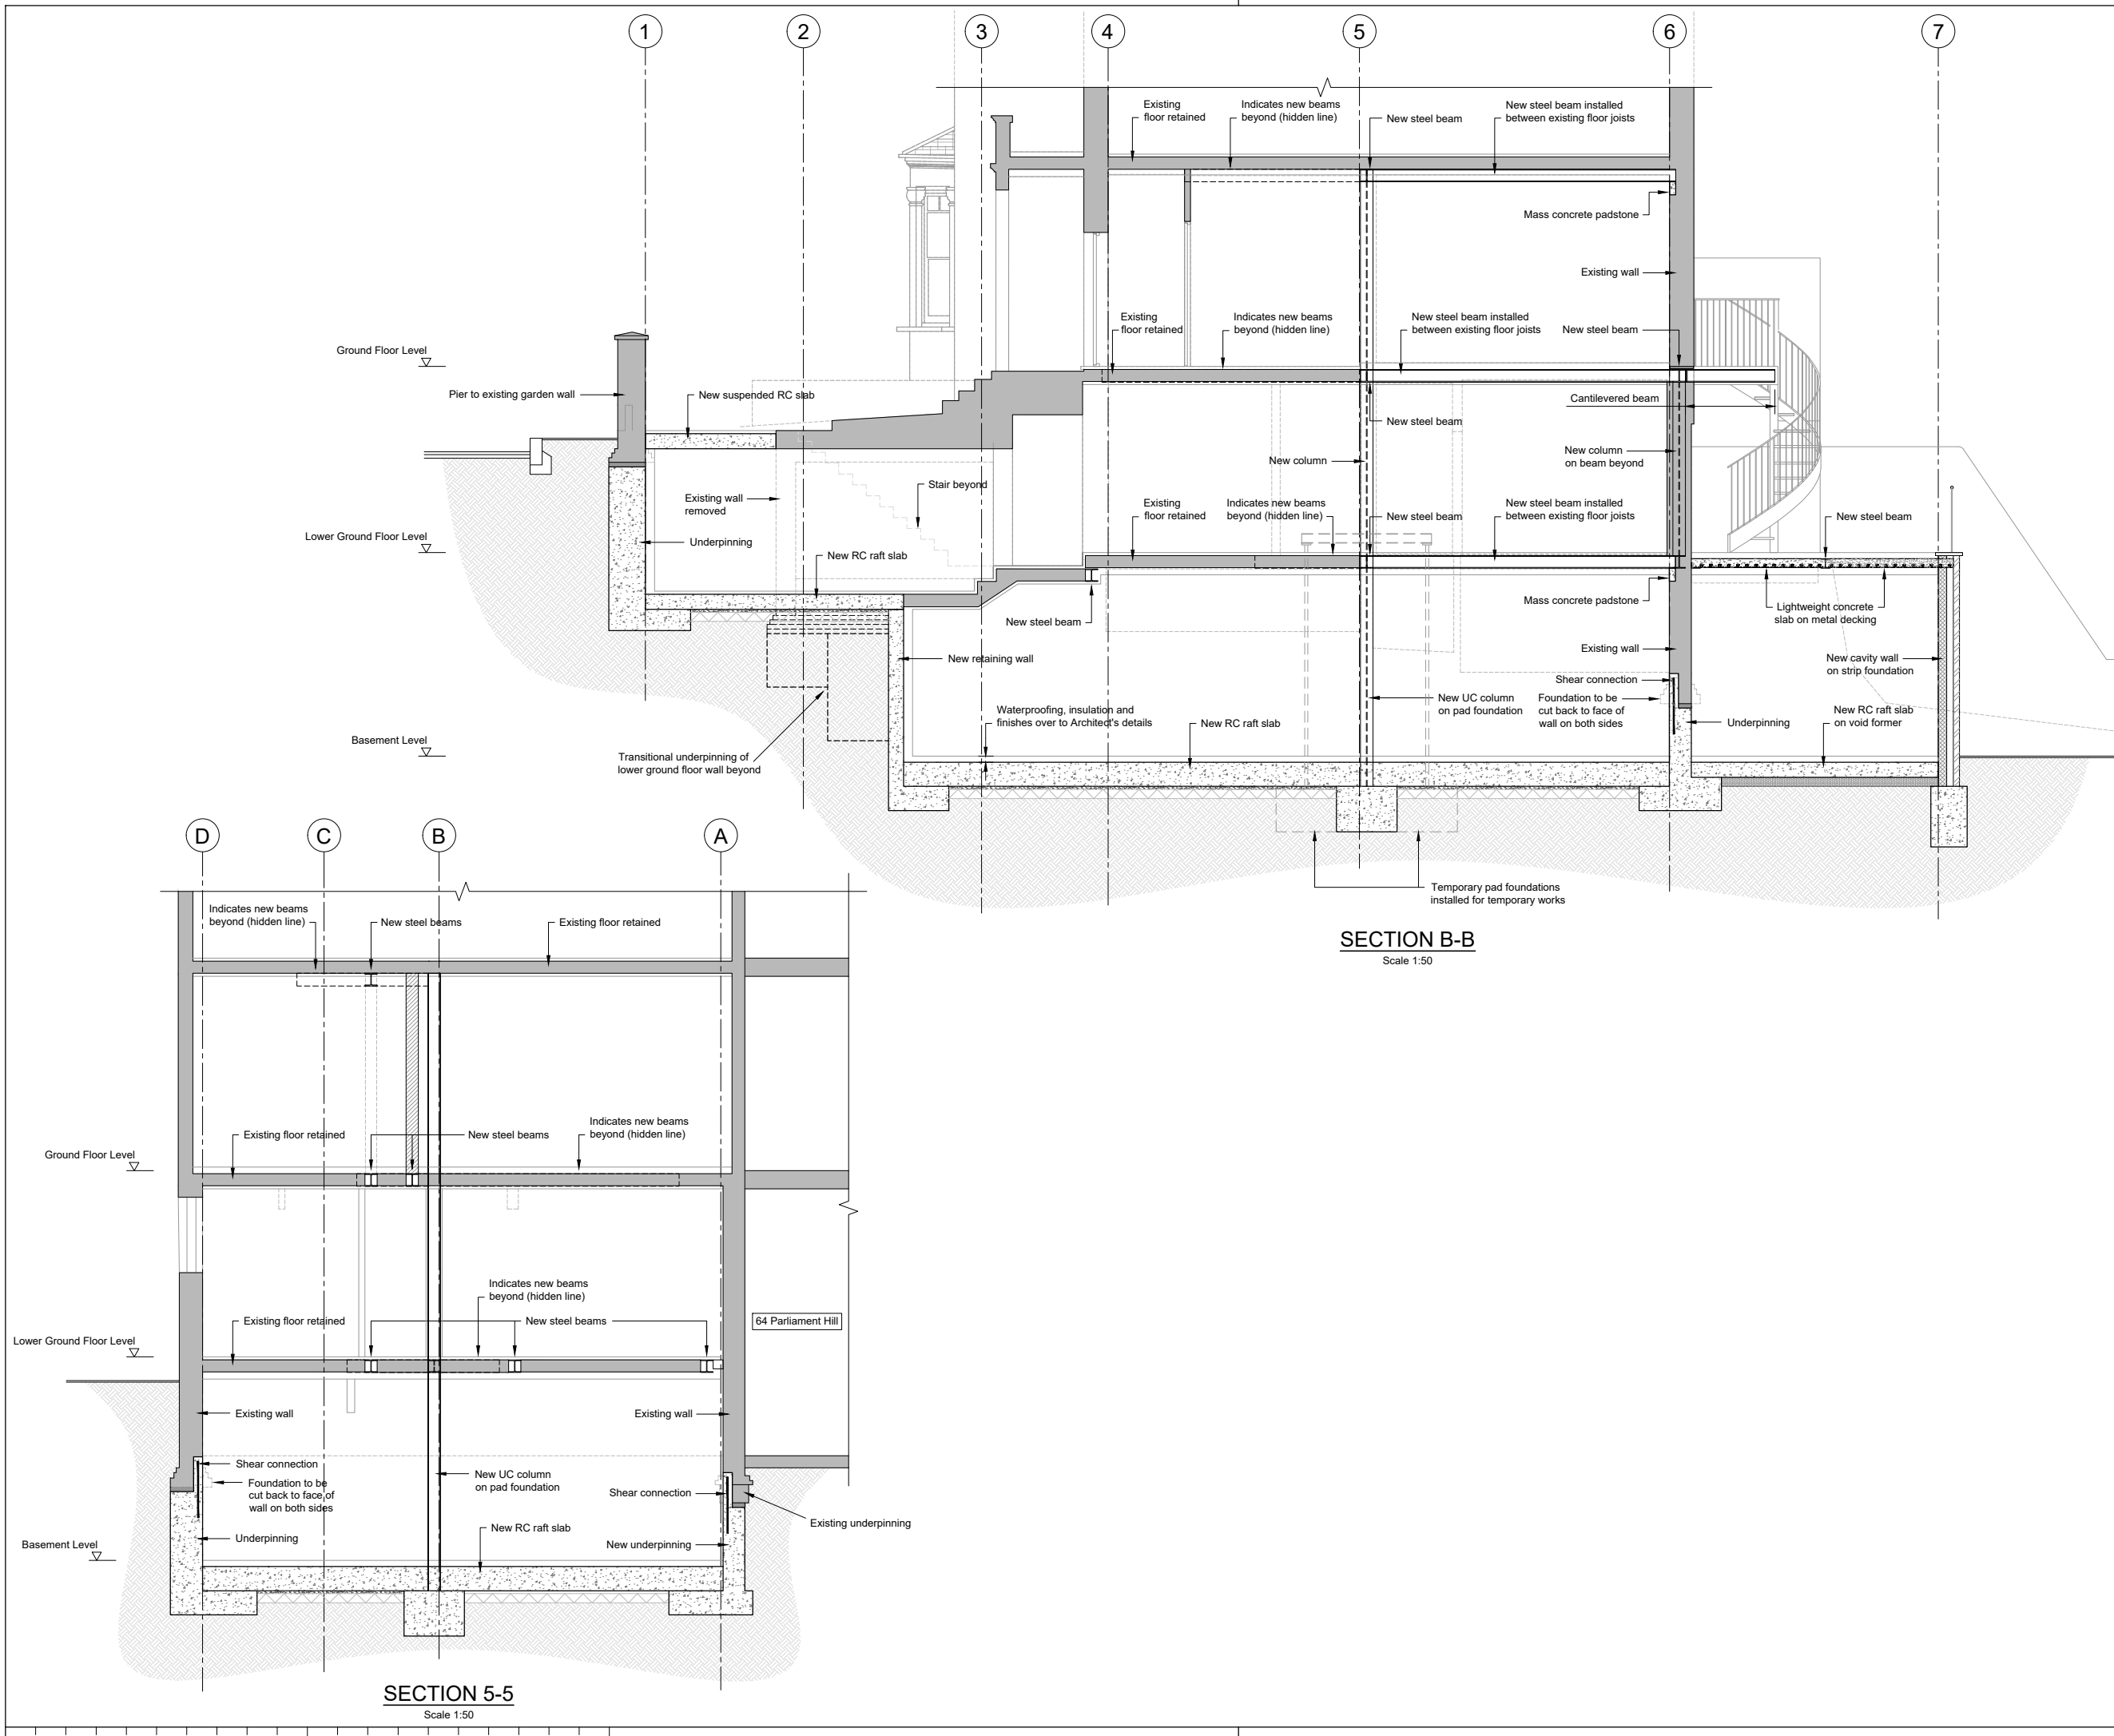 1
2
3
4
5
6
7
Existing
floor retained
Indicates new beams
beyond (hidden line)
New steel beam
New steel beam installed
between existing floor joists
Mass concrete padstone
Existing wall
Ground Floor Level
Pier to existing garden wall
New suspended RC slab
Existing
floor retained
Indicates new beams
beyond (hidden line)
New steel beam installed
between existing floor joists
New steel beam
Cantilevered beam
New steel beam
New column
New column
on beam beyond
Stair beyond
Existing wall
removed
Existing
floor retained
Indicates new beams
beyond (hidden line)
New steel beam
New steel beam installed
between existing floor joists
New steel beam
Lower Ground Floor Level
Underpinning
New RC raft slab
New steel beam
Mass concrete padstone
Lightweight concrete
slab on metal decking
New retaining wall
Existing wall
New cavity wall
on strip foundation
Shear connection
New UC column
on pad foundation
Foundation to be
cut back to face of
wall on both sides
Waterproofing, insulation and
finishes over to Architect's details
New RC raft slab
Underpinning
New RC raft slab
on void former
Basement Level
Transitional underpinning of
lower ground floor wall beyond
Temporary pad foundations
installed for temporary works
SECTION B-B
Scale 1:50
D
C
B
A
Indicates new beams
beyond (hidden line)
New steel beams
Existing floor retained
Ground Floor Level
Existing floor retained
New steel beams
Indicates new beams
beyond (hidden line)
Indicates new beams
beyond (hidden line)
Lower Ground Floor Level
Existing floor retained
New steel beams
64 Parliament Hill
Existing wall
Existing wall
Shear connection
Foundation to be
cut back to face of
wall on both sides
New UC column
on pad foundation
Shear connection
Existing underpinning
Underpinning
New RC raft slab
New underpinning
Basement Level
SECTION 5-5
Scale 1:50